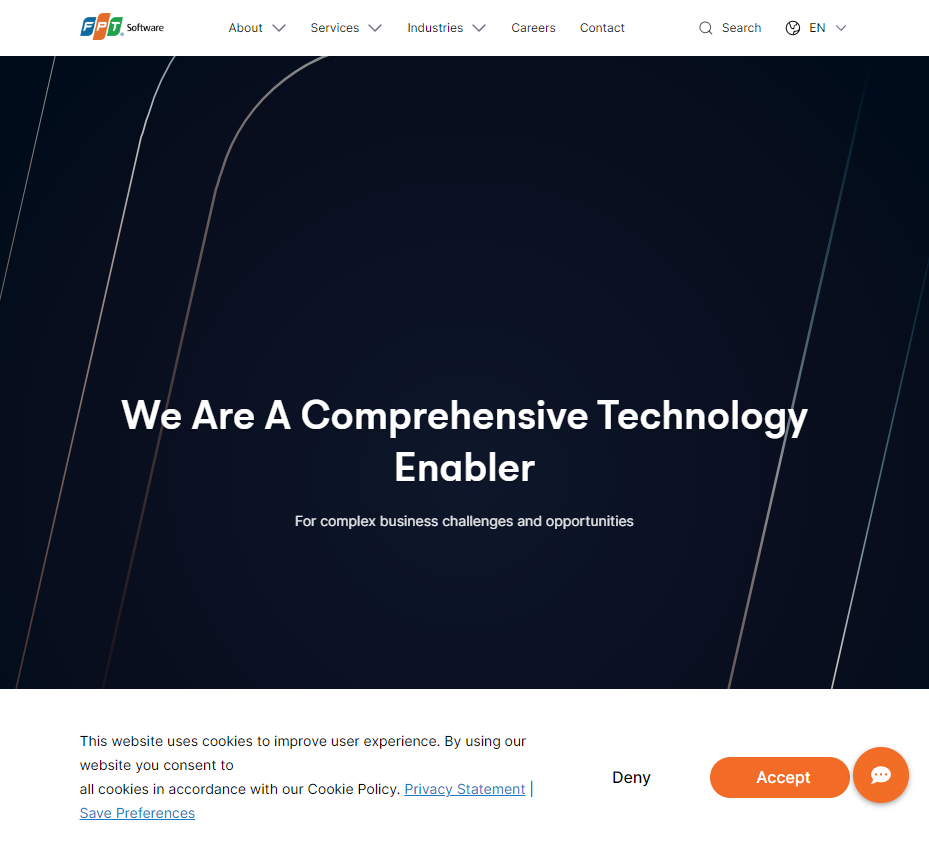 FPT Software
About
Services
Industries
Careers
Contact
Search
EN
We Are A Comprehensive Technology
Enabler
For complex business challenges and opportunities
This website uses cookies to improve user experience. By using our
website you consent to
all cookies in accordance with our Cookie Policy. Privacy Statement |
Save Preferences
Deny
Accept